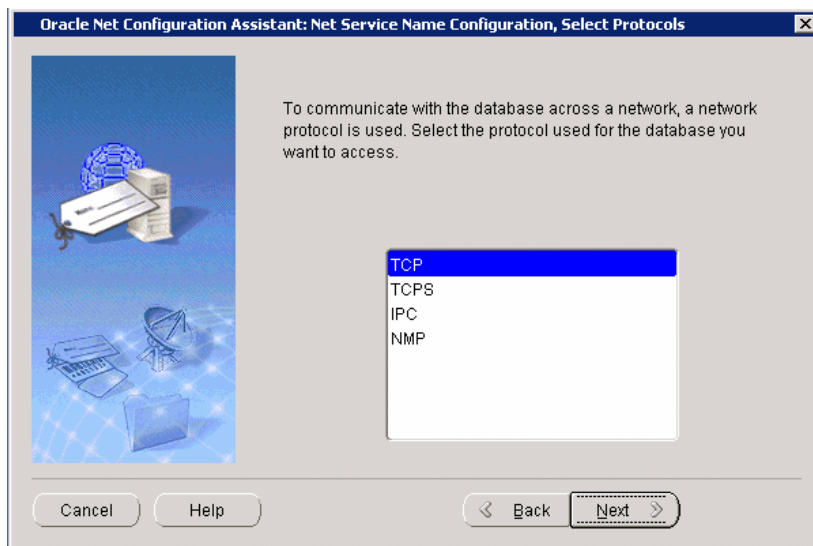 Oracle Net Configuration Assistant: Net Service Name Configuration, Select Protocols
To communicate with the database across a network, a network
protocol is used. Select the protocol used for the database you
want to access.
TCP
TCPS
IPC
NMP
Cancel
Help
Back
Next